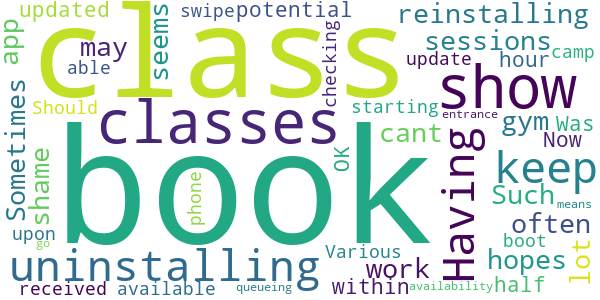 updated
swipe
potential
reinstalling
app
may
able
seems
class
checking
sessions
update
hour
camp
show
Sometimes
Should
classes
starting
entrance
gym
Was
cant
OK
Now
shame
book
phone
Having
keep
Such
means
often
upon
go
uninstalling
Various
boot
hopes
lot
work
received
available
queueing
within
availability
half